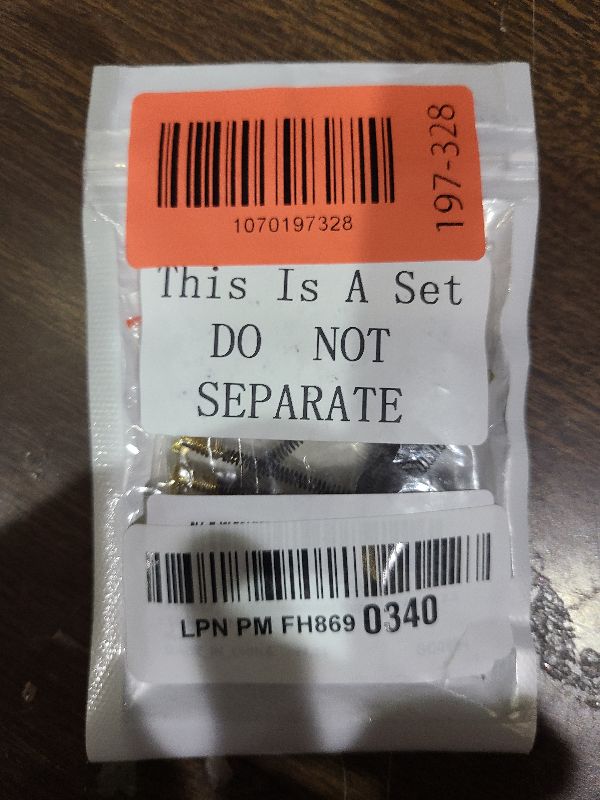 197-328
1070197328
This Is A Set
DO NOT
SEPARATE
LPN PM FH869 0340